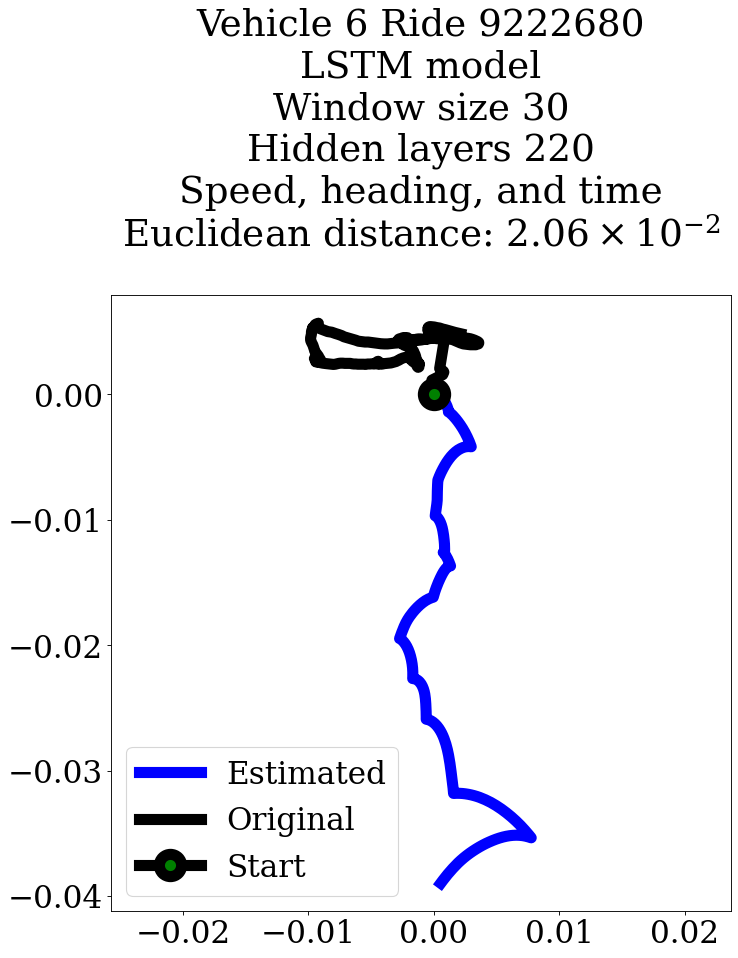 Vehicle 6 Ride 9222680
LSTM model
Window size 30
Hidden layers 220
Speed, heading, and time
Euclidean distance: 2.06 × 10⁻²
0.00
−0.01
−0.02
−0.03
−0.04
Estimated
Original
Start
−0.02 −0.01 0.00 0.01 0.02